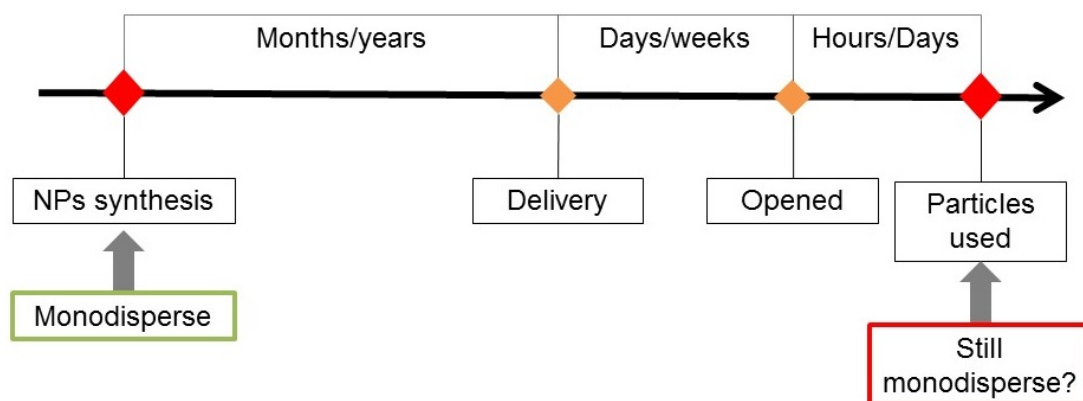 Months/years
Days/weeks
Hours/Days
NPs synthesis
Delivery
Opened
Particles
used
Monodisperse
Still
monodisperse?